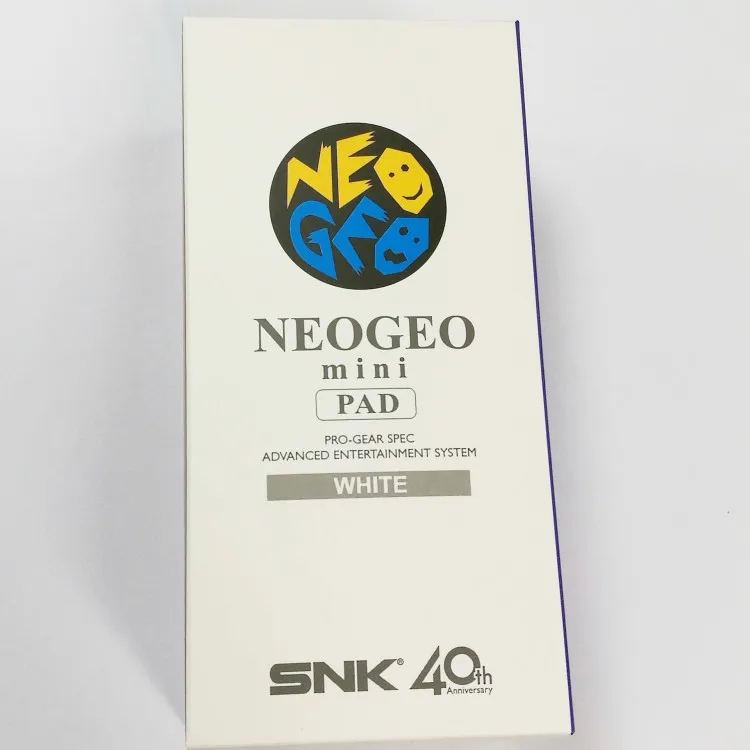 NEO
GEO
NEOGEO
mini
PAD
PRO-GEAR SPEC
ADVANCED ENTERTAINMENT SYSTEM
WHITE
SNK® 40th
Anniversary